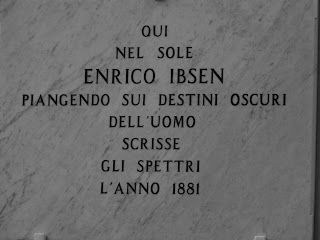 QUI
NEL SOLE
ENRICO IBSEN
PIANGENDO SUI DESTINI OSCURI
DELL'UOMO
SCRISSE
GLI SPETTRI
L'ANNO 1881